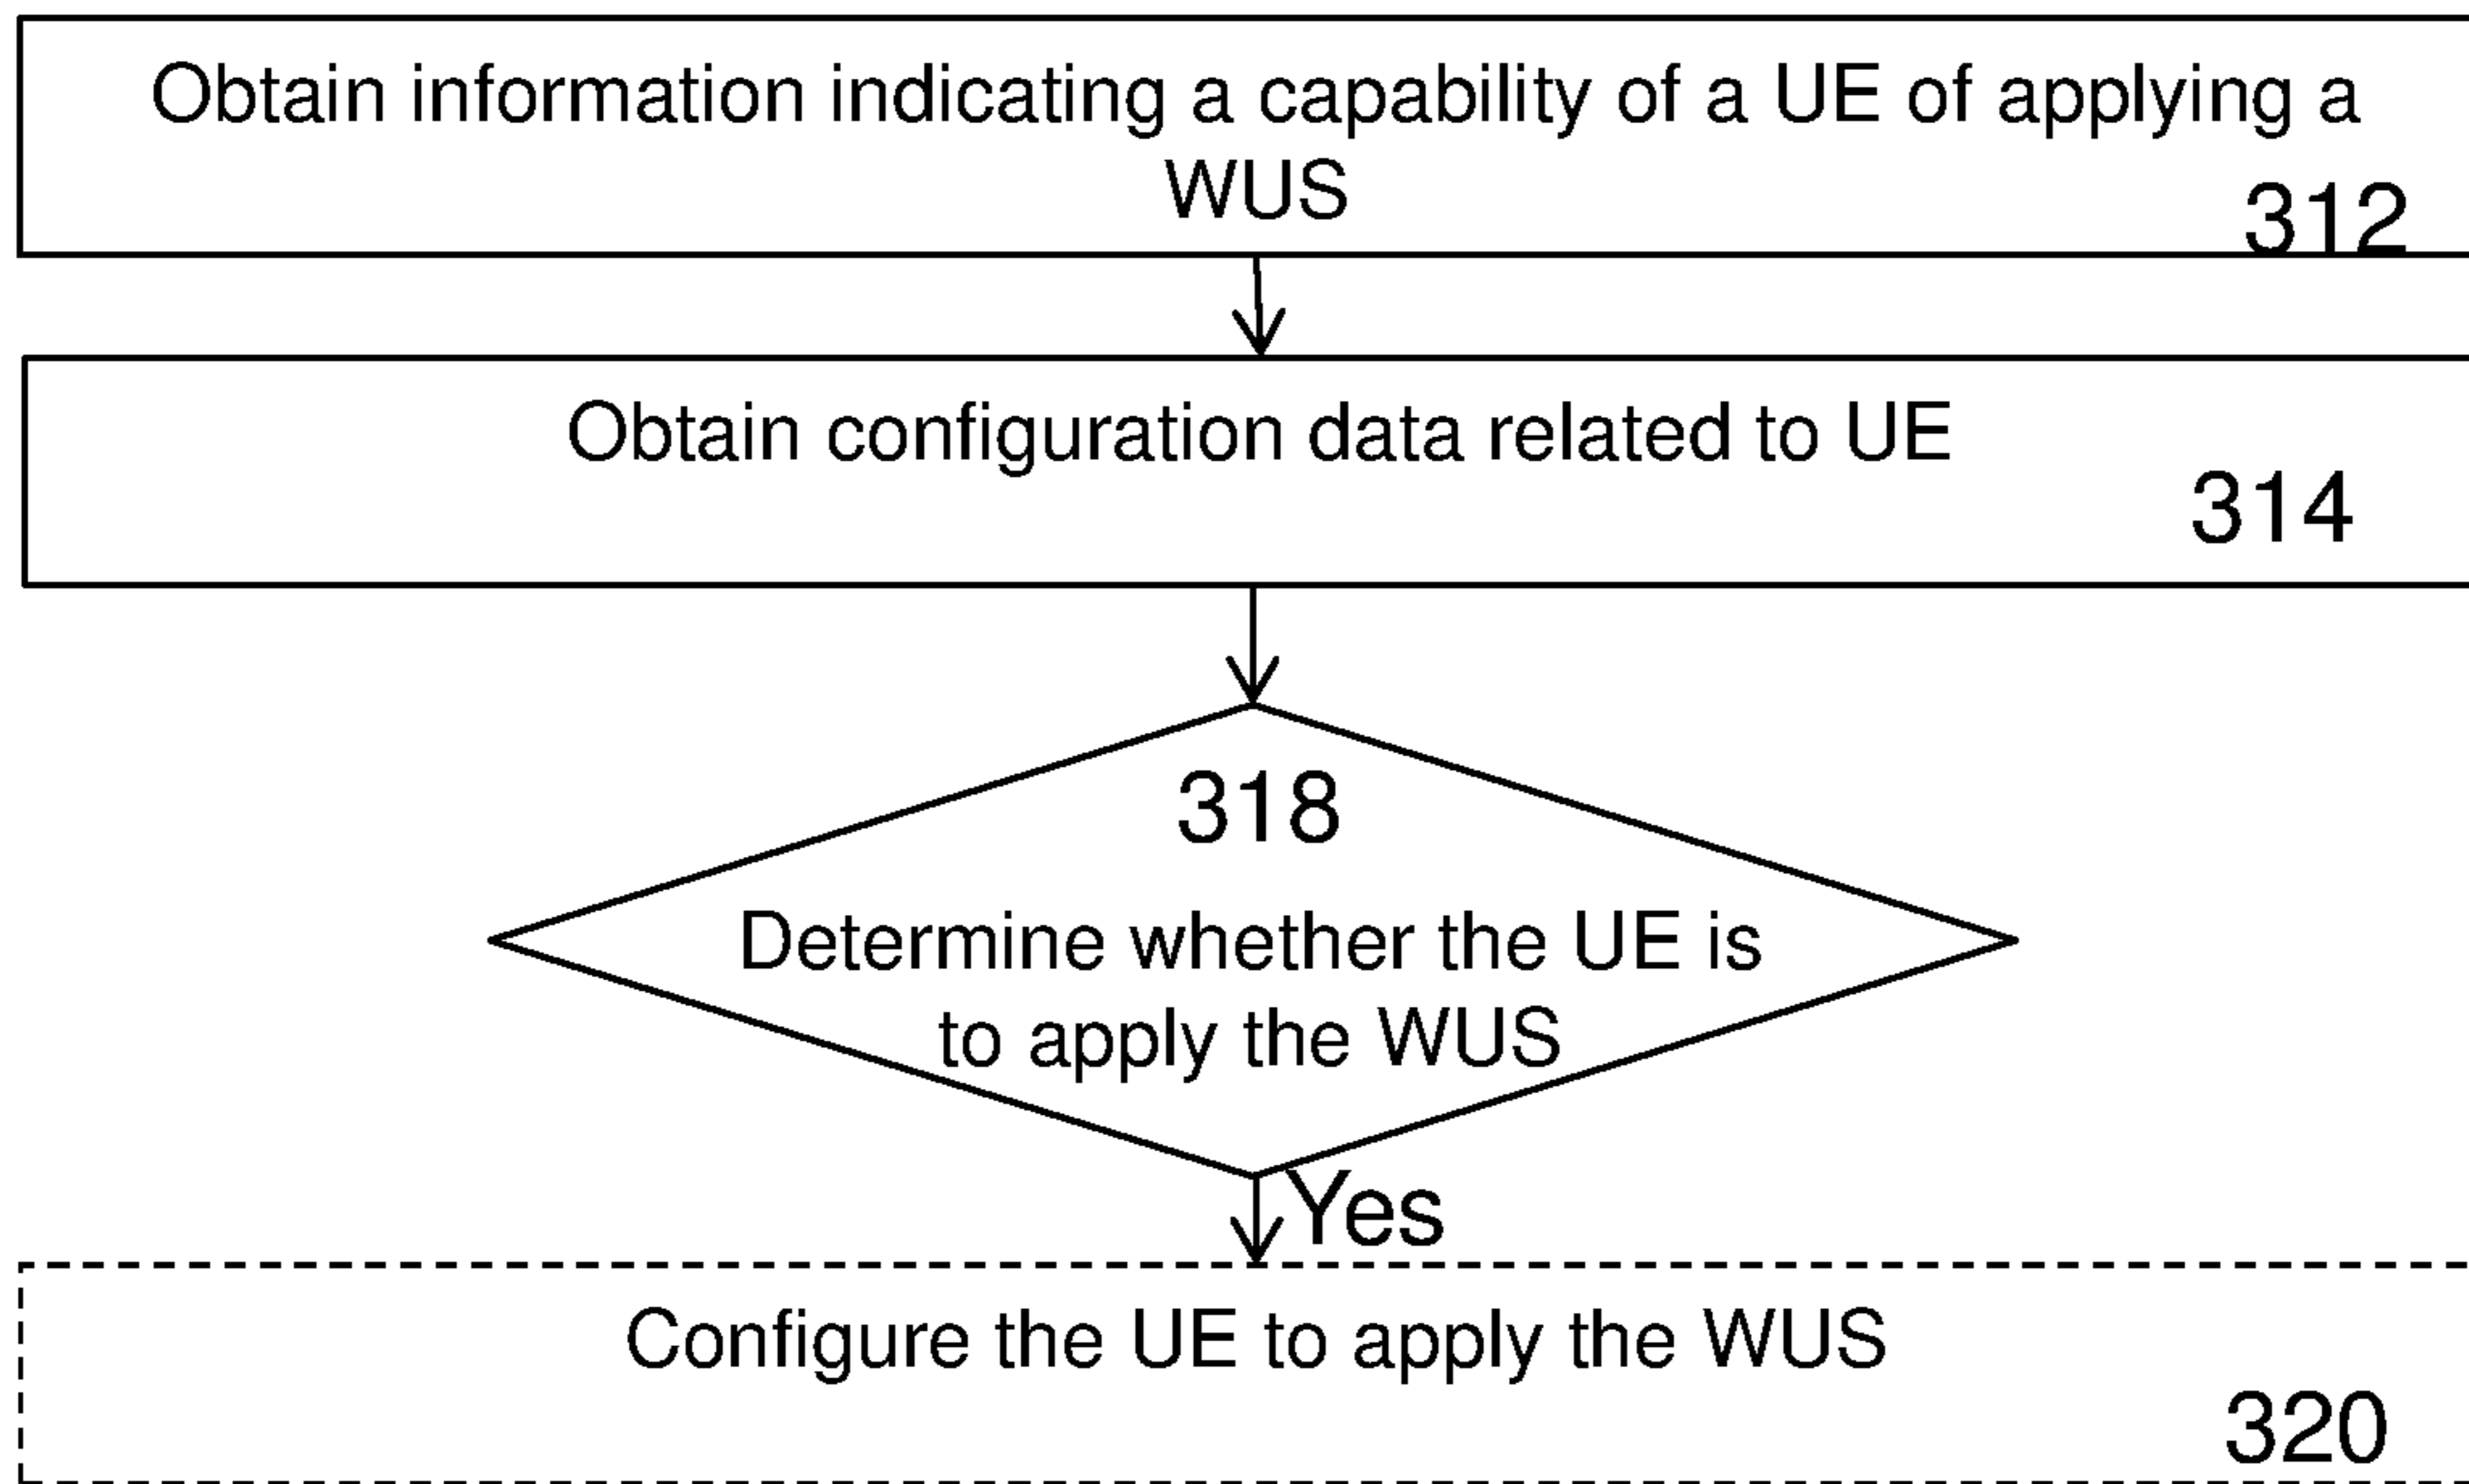 Obtain information indicating a capability of a UE of applying a
WUS
312
Obtain configuration data related to UE
314
318
Determine whether the UE is
to apply the WUS
Yes
Configure the UE to apply the WUS
320